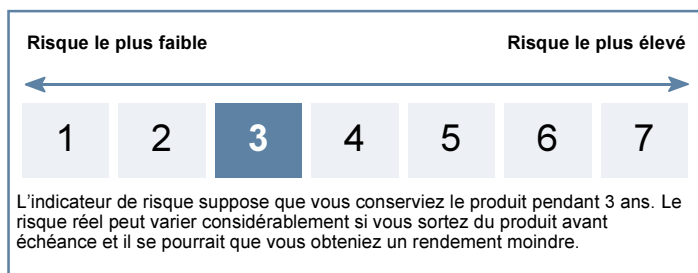 Risque le plus faible Risque le plus élevé
1 2 3 4 5 6 7
L'indicateur de risque suppose que vous conserviez le produit pendant 3 ans. Le
risque réel peut varier considérablement si vous sortez du produit avant
échéance et il se pourrait que vous obteniez un rendement moindre.